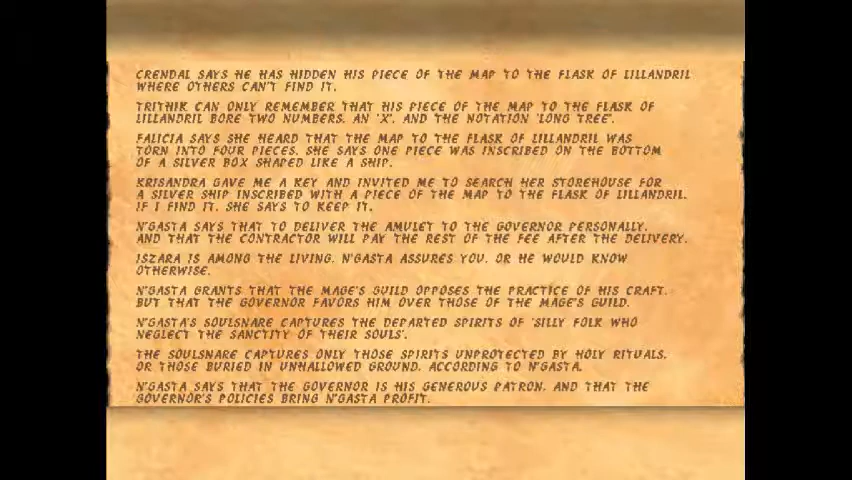 CRENDAL SAYS HE HAS HIDDEN HIS PIECE OF THE MAP TO THE FLASK OF LILLANDRIL
WHERE OTHERS CAN'T FIND IT.
TRITHIK CAN ONLY REMEMBER THAT HIS PIECE OF THE MAP TO THE FLASK OF
LILLANDRIL BORE TWO NUMBERS, AN 'X', AND THE NOTATION 'LONG TREE'.
FALICIA SAYS SHE HEARD THAT THE MAP TO THE FLASK OF LILLANDRIL WAS
TORN INTO FOUR PIECES. SHE SAYS ONE PIECE WAS INSCRIBED ON THE BOTTOM
OF A SILVER BOX SHAPED LIKE A SHIP.
KRISANDRA GAVE ME A KEY AND INVITED ME TO SEARCH HER STOREHOUSE FOR
A SILVER SHIP INSCRIBED WITH A PIECE OF THE MAP TO THE FLASK OF LILLANDRIL.
IF I FIND IT, SHE SAYS TO KEEP IT.
N'GASTA SAYS THAT TO DELIVER THE AMULET TO THE GOVERNOR PERSONALLY,
AND THAT THE CONTRACTOR WILL PAY THE REST OF THE FEE AFTER THE DELIVERY.
ISZARA IS AMONG THE LIVING, N'GASTA ASSURES YOU, OR HE WOULD KNOW
OTHERWISE.
N'GASTA GRANTS THAT THE MAGE'S GUILD OPPOSES THE PRACTICE OF HIS CRAFT,
BUT THAT THE GOVERNOR FAVORS HIM OVER THOSE OF THE MAGE'S GUILD.
N'GASTA'S SOULSNARE CAPTURES THE DEPARTED SPIRITS OF 'SILLY FOLK WHO
NEGLECT THE SANCTITY OF THEIR SOULS'.
THE SOULSNARE CAPTURES ONLY THOSE SPIRITS UNPROTECTED BY HOLY RITUALS,
OR THOSE BURIED IN UNHALLOWED GROUND, ACCORDING TO N'GASTA.
N'GASTA SAYS THAT THE GOVERNOR IS HIS GENEROUS PATRON, AND THAT THE
GOVERNOR'S POLICIES BRING N'GASTA PROFIT.